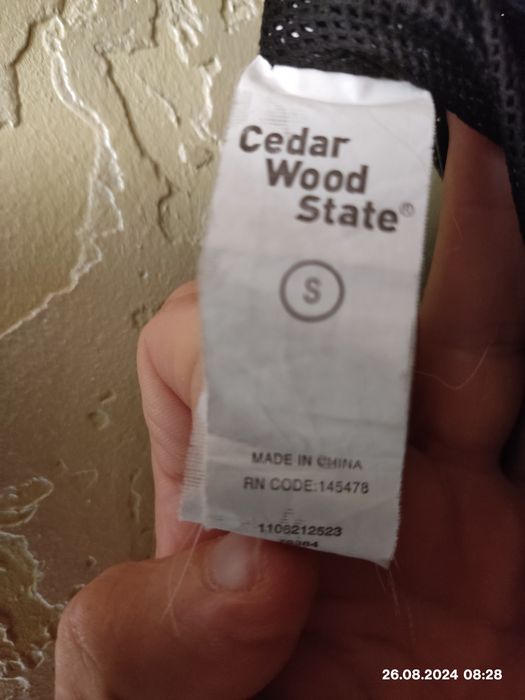 Cedar
Wood
State®
S
MADE IN CHINA
RN CODE:145478
1106212523
26.08.2024 08:28